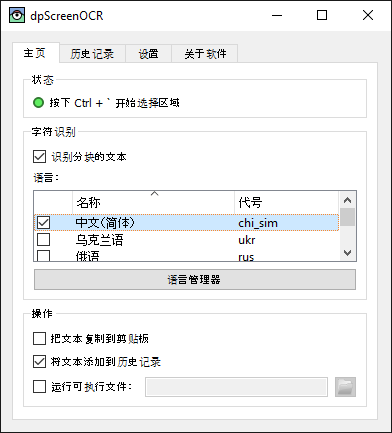 dpScreenOCR
主页 历史记录 设置 关于软件
状态
按下 Ctrl + ` 开始选择区域
字符识别
识别分块的文本
语言:
名称 代号
中文(简体) chi_sim
乌克兰语 ukr
俄语 rus
语言管理器
操作
把文本复制到剪贴板
将文本添加到历史记录
运行可执行文件: